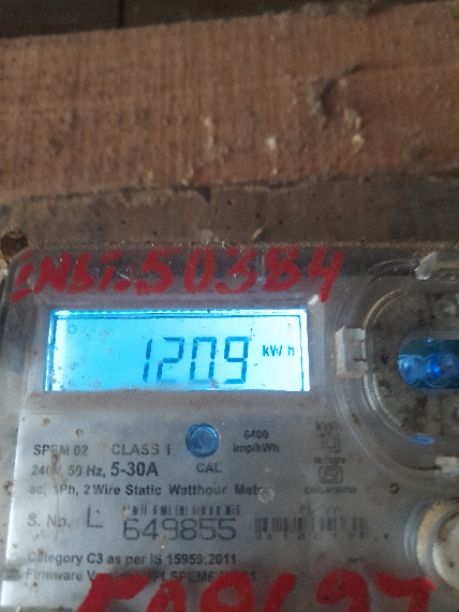 INST. 50384
1209 kWh
SPEM 02 CLASS 1 6400 imp/kWh
240V, 50 Hz, 5-30A CAL
ac, 1Ph, 2 Wire Static Watthour Meter
S. No. L 649855
Category C3 as per IS 15959:2011
Firmware